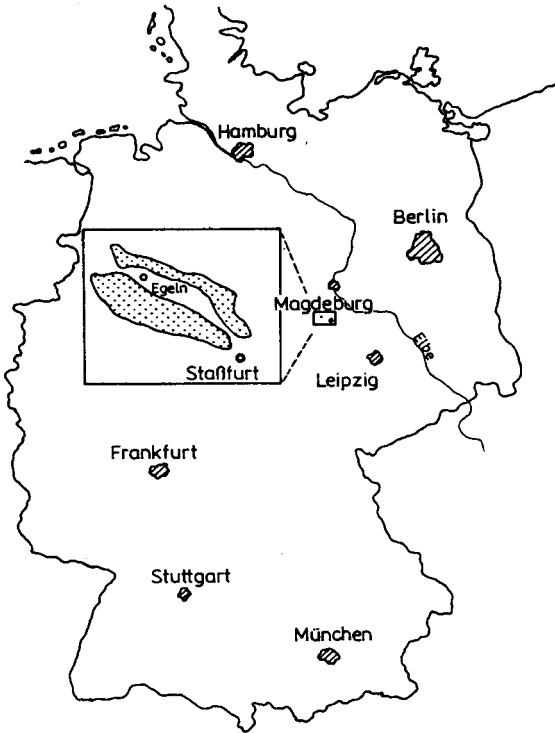 Hamburg
Berlin
Egeln
Magdeburg
Elbe
Staßfurt
Leipzig
Frankfurt
Stuttgart
München